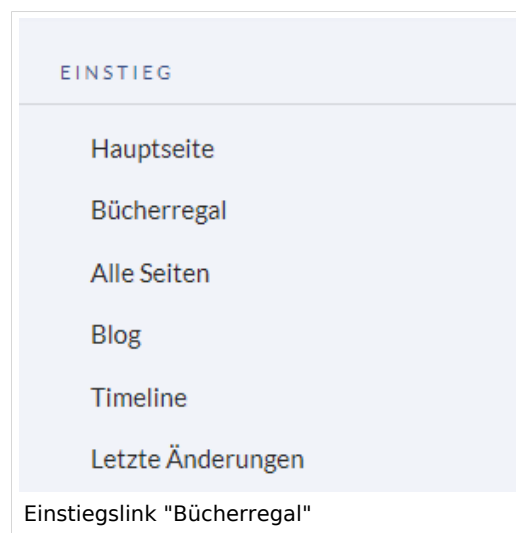 EINSTIEG
Hauptseite
Bücherregal
Alle Seiten
Blog
Timeline
Letzte Änderungen
Einstiegslink "Bücherregal"